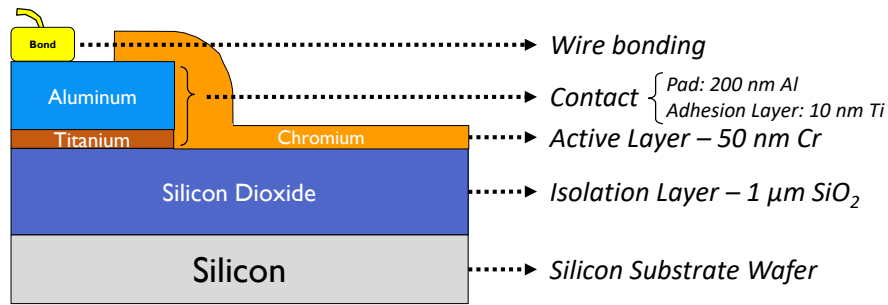 Bond
Wire bonding
Aluminum
Contact
Pad: 200 nm Al
Adhesion Layer: 10 nm Ti
Titanium
Chromium
Active Layer – 50 nm Cr
Silicon Dioxide
Isolation Layer – 1 μm SiO₂
Silicon
Silicon Substrate Wafer